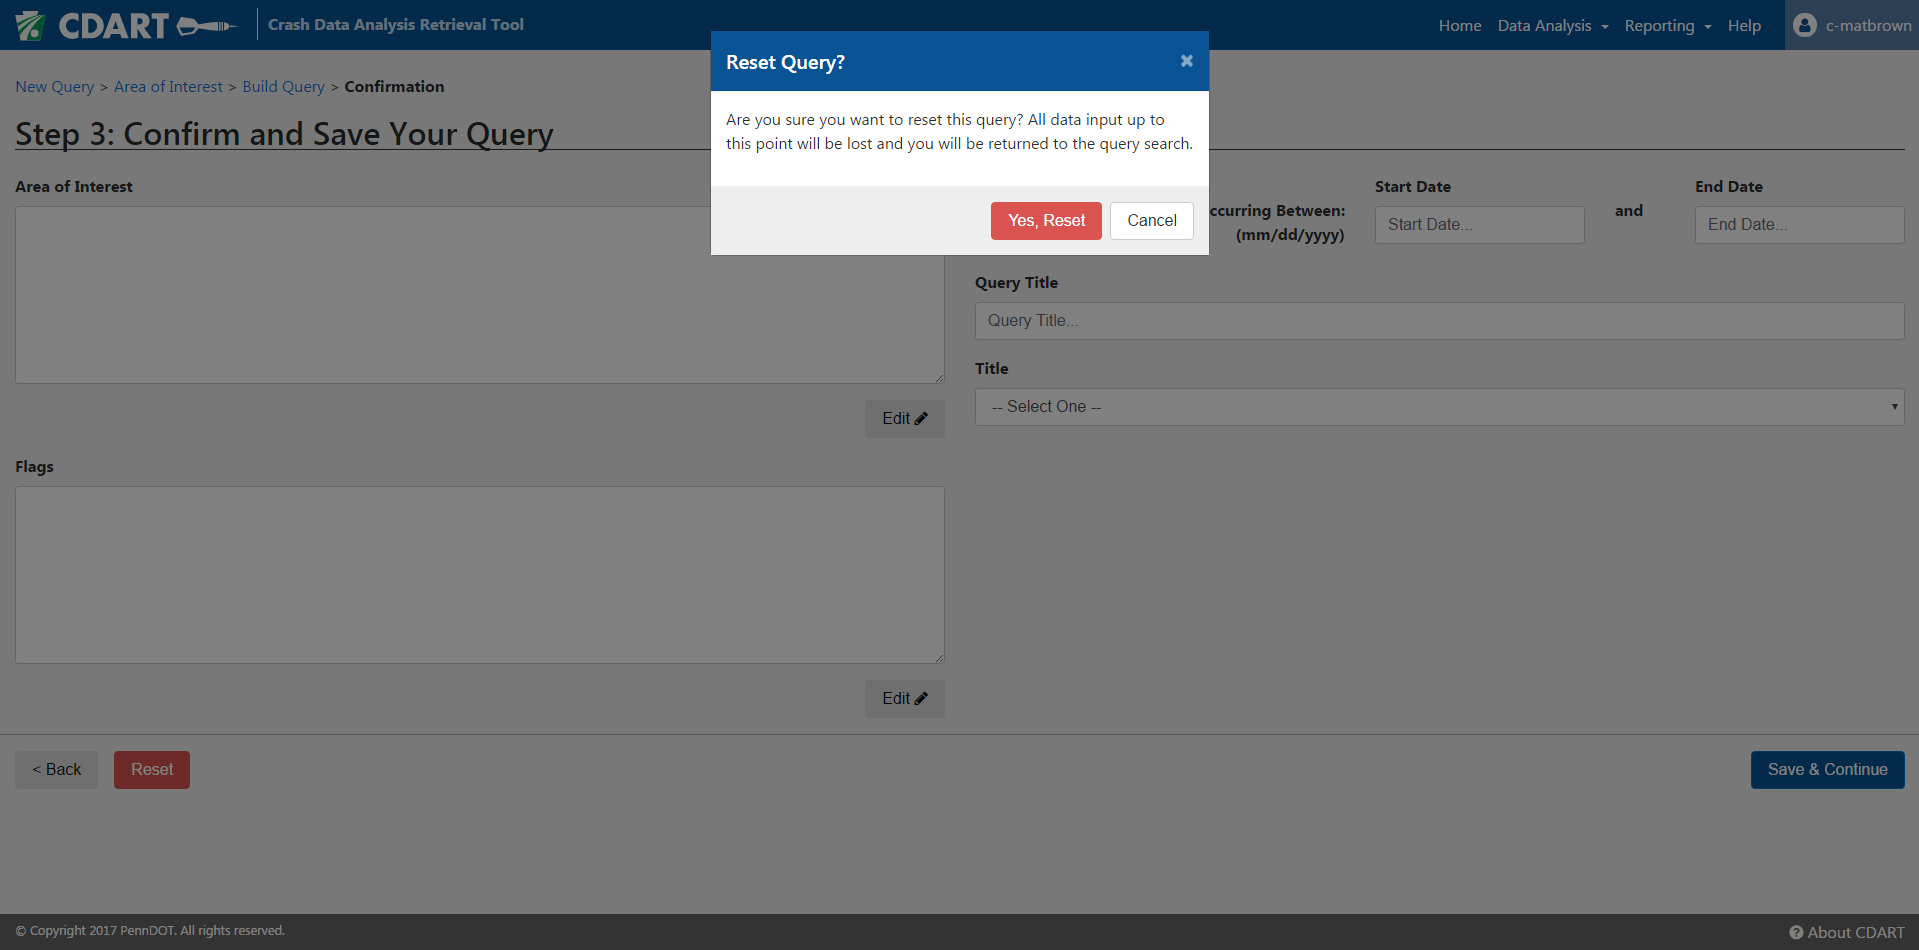 CDART
Crash Data Analysis Retrieval Tool
Home
Data Analysis
Reporting
Help
c-matbrown
Reset Query?
Are you sure you want to reset this query? All data input up to
this point will be lost and you will be returned to the query search.
Yes, Reset
Cancel
New Query > Area of Interest > Build Query > Confirmation
Step 3: Confirm and Save Your Query
Area of Interest
Edit
Flags
Edit
ccurring Between:
(mm/dd/yyyy)
Start Date
Start Date...
and
End Date
End Date...
Query Title
Query Title...
Title
-- Select One --
< Back
Reset
Save & Continue
© Copyright 2017 PennDOT. All rights reserved.
About CDART